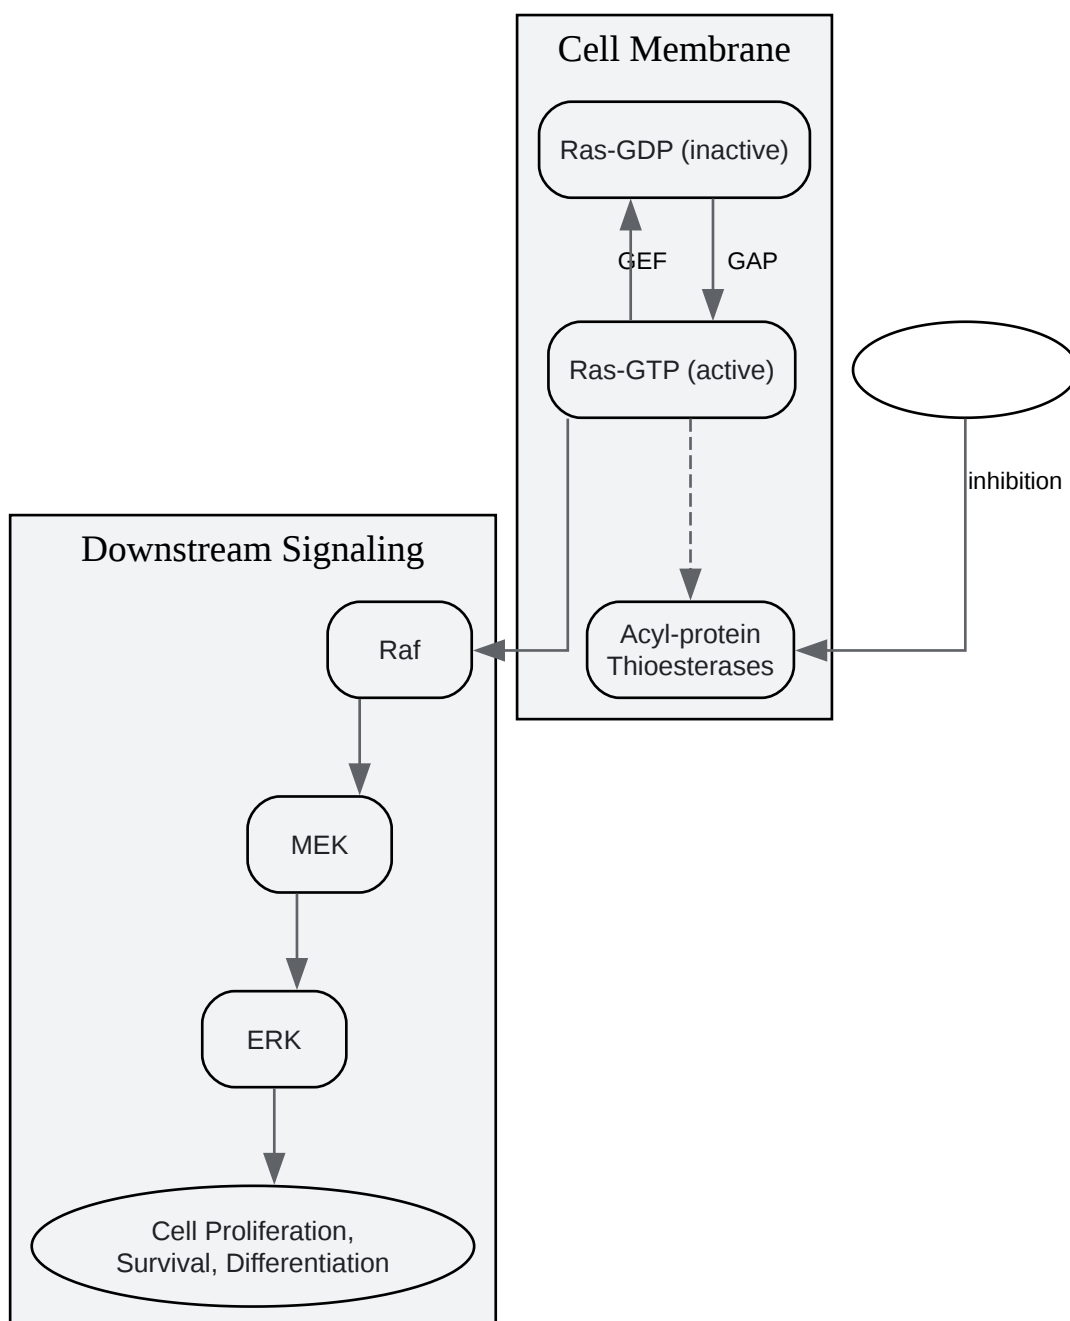 Cell Membrane
Ras-GDP (inactive)
GEF
GAP
Ras-GTP (active)
inhibition
Acyl-protein
Thioesterases
Downstream Signaling
Raf
MEK
ERK
Cell Proliferation,
Survival, Differentiation